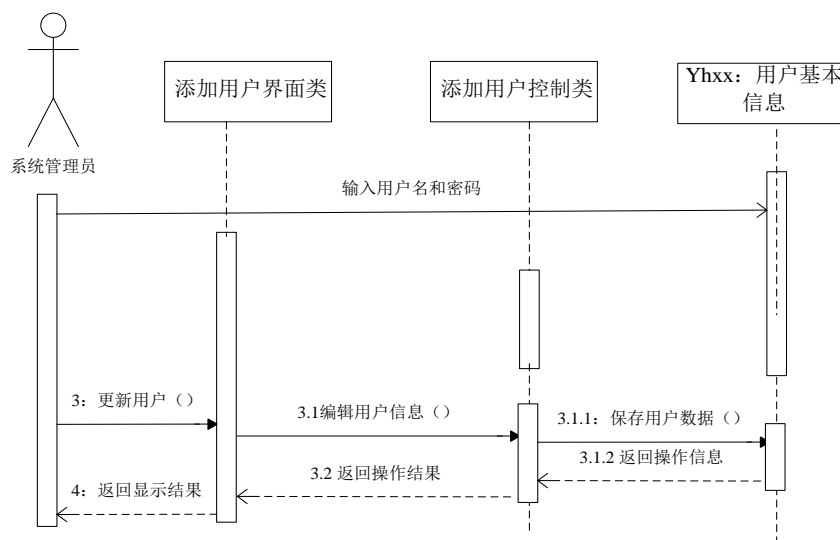 添加用户界面类
添加用户控制类
Yhxx：用户基本
信息
系统管理员
输入用户名和密码
3：更新用户（）
3.1编辑用户信息（）
3.1.1：保存用户数据（）
3.1.2 返回操作信息
3.2 返回操作结果
4：返回显示结果